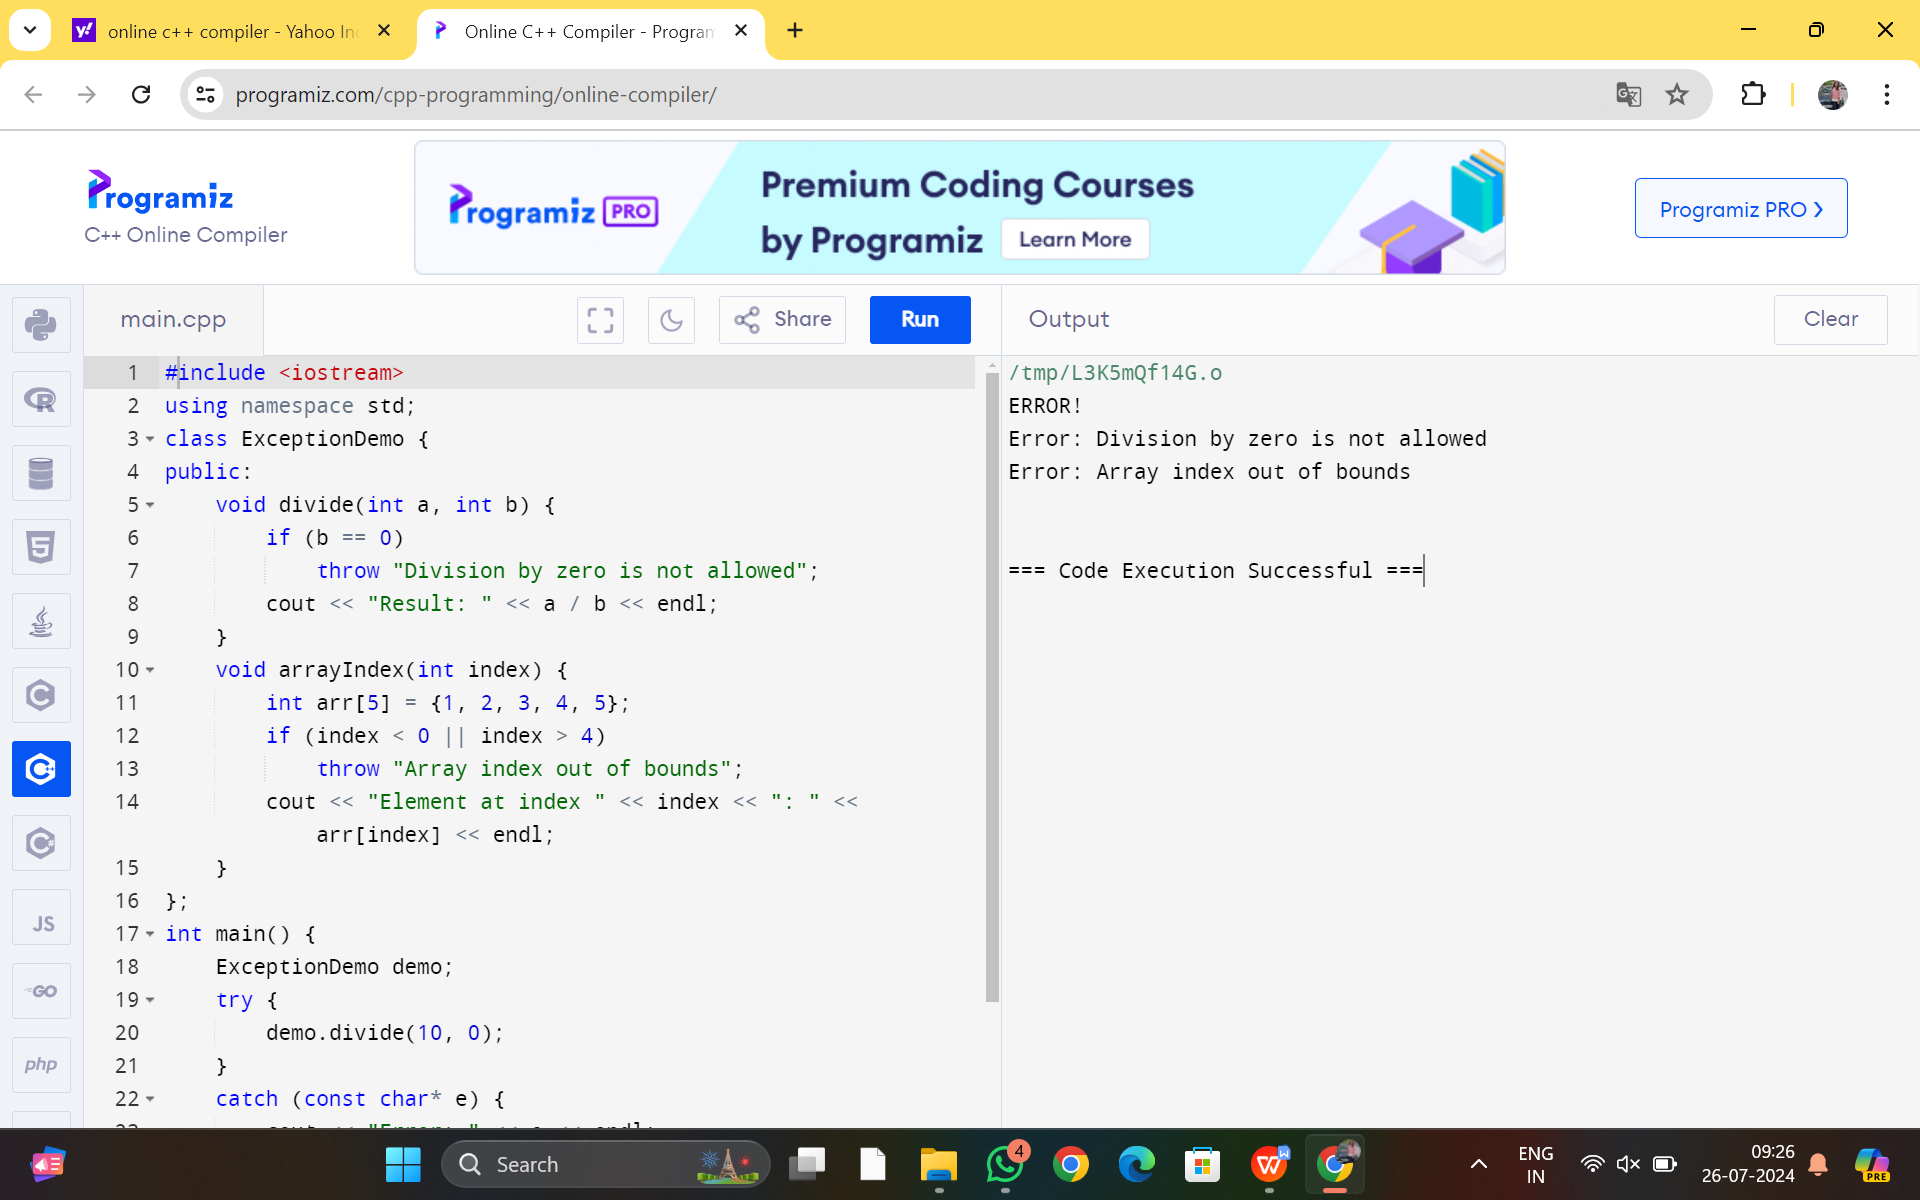 online c++ compiler - Yahoo In
Online C++ Compiler - Program
programiz.com/cpp-programming/online-compiler/
Programiz
C++ Online Compiler
Programiz PRO
Premium Coding Courses
by Programiz
Learn More
Programiz PRO
main.cpp
Share
Run
Output
Clear
1 #include <iostream>
2 using namespace std;
3 class ExceptionDemo {
4 public:
5 void divide(int a, int b) {
6 if (b == 0)
7 throw "Division by zero is not allowed";
8 cout << "Result: " << a / b << endl;
9 }
10 void arrayIndex(int index) {
11 int arr[5] = {1, 2, 3, 4, 5};
12 if (index < 0 || index > 4)
13 throw "Array index out of bounds";
14 cout << "Element at index " << index << ": " <<
arr[index] << endl;
15 }
16 };
17 int main() {
18 ExceptionDemo demo;
19 try {
20 demo.divide(10, 0);
21 }
22 catch (const char* e) {
/tmp/L3K5mQf14G.o
ERROR!
Error: Division by zero is not allowed
Error: Array index out of bounds
=== Code Execution Successful ===
JS
GO
php
Search
4
ENG
IN
09:26
26-07-2024
PRE